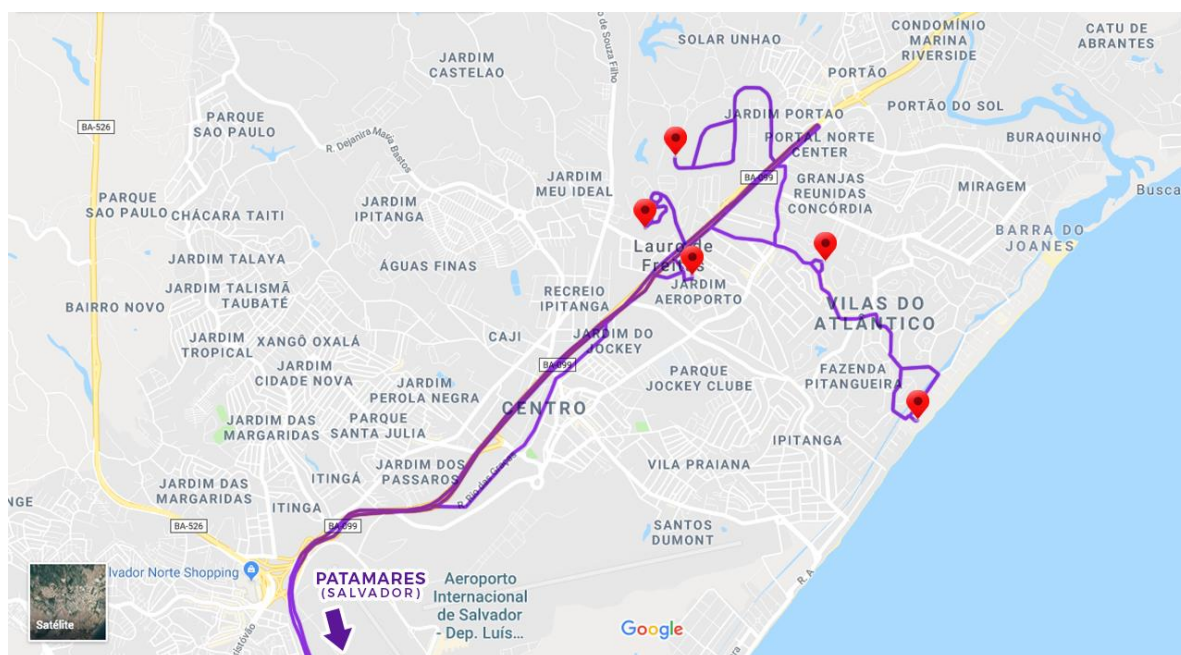 CONDOMÍNIO
MARINA
RIVERSIDE
CATU DE
ABRANTES
SOLAR UNHAO
JARDIM
CASTELAO
PORTÃO
BA-526
PARQUE
SAO PAULO
JARDIM PORTAO
PORTÃO DO SOL
R. Dejanira Maria Bastos
PORTAL NORTE
CENTER
BURAQUINHO
JARDIM
MEU IDEAL
BA-099
GRANJAS
REUNIDAS
CONCÓRDIA
MIRAGEM
Busca
PARQUE
SAO PAULO
CHÁCARA TAITI
JARDIM
IPITANGA
BARRA DO
JOANES
Lauro de
Freitas
JARDIM TALAYA
ÁGUAS FINAS
JARDIM TALISMÃ
TAUBATÉ
RECREIO
IPITANGA
JARDIM
AEROPORTO
BAIRRO NOVO
VILAS DO
ATLÂNTICO
JARDIM
TROPICAL
XANGÔ OXALÁ
CAJI
JARDIM DO
JOCKEY
BA-099
JARDIM
CIDADE NOVA
JARDIM
PEROLA NEGRA
PARQUE
JOCKEY CLUBE
FAZENDA
PITANGUEIRA
CENTRO
JARDIM DAS
MARGARIDAS
PARQUE
SANTA JULIA
IPITANGA
JARDIM DOS
PASSAROS
VILA PRAIANA
ITINGÁ
R. Rio das Graças
JARDIM DAS
MARGARIDAS
ITINGA
NGE
BA-526
BA-099
SANTOS
DUMONT
lvador Norte Shopping
PATAMARES
(SALVADOR)
Aeroporto
Internacional
de Salvador
- Dep. Luís...
R. A
Satélite
Google